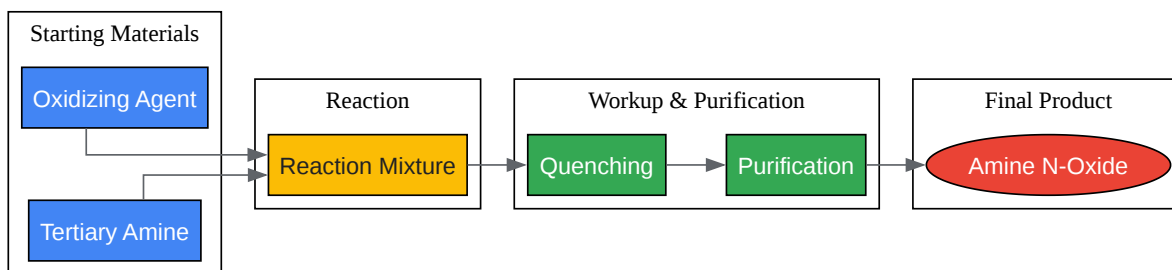 Starting Materials
Oxidizing Agent
Tertiary Amine
Reaction
Reaction Mixture
Workup & Purification
Quenching
Purification
Final Product
Amine N-Oxide